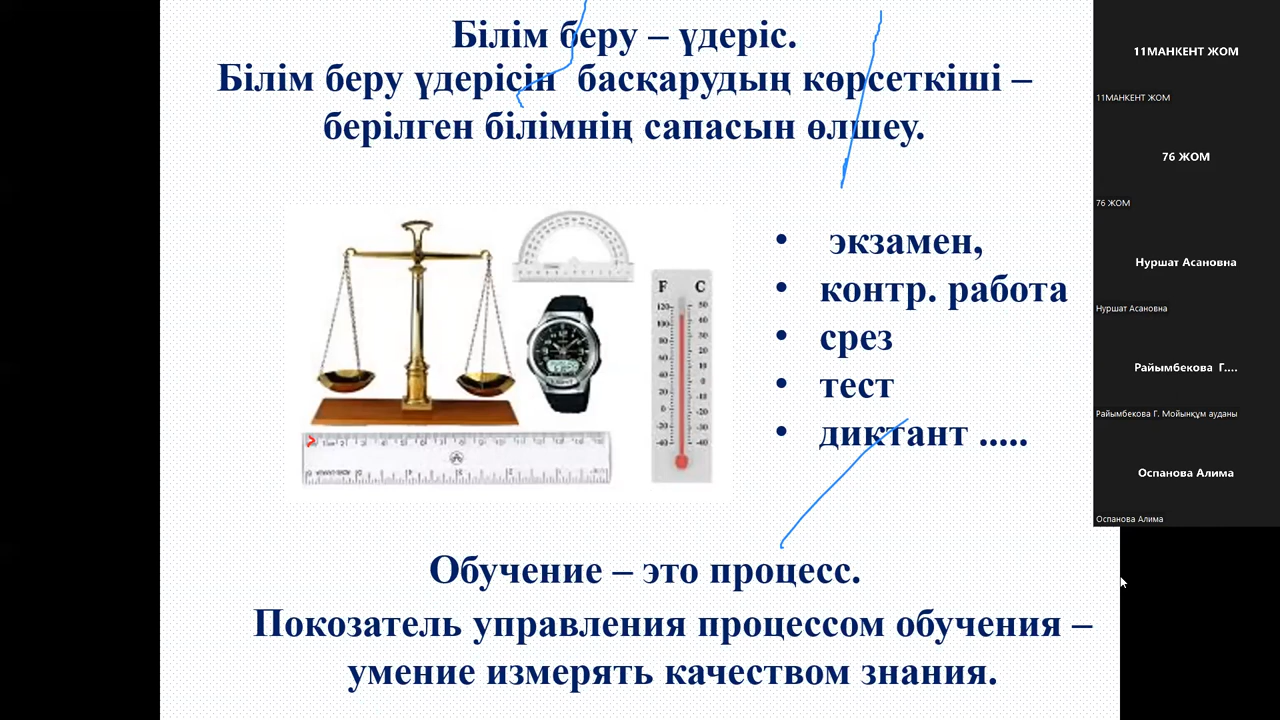 Білім беру – үдеріс.
Білім беру үдерісін басқарудың көрсеткіші –
берілген білімнің сапасын өлшеу.
• экзамен,
• контр. работа
• срез
• тест
• диктант .....
F C
Обучение – это процесс.
Покозатель управления процессом обучения –
умение измерять качеством знания.
11МАНКЕНТ ЖОМ
11МАНКЕНТ ЖОМ
76 ЖОМ
76 ЖОМ
Нуршат Асановна
Нуршат Асановна
Райымбекова Г....
Райымбекова Г. Мойынқұм ауданы
Оспанова Алима
Оспанова Алима